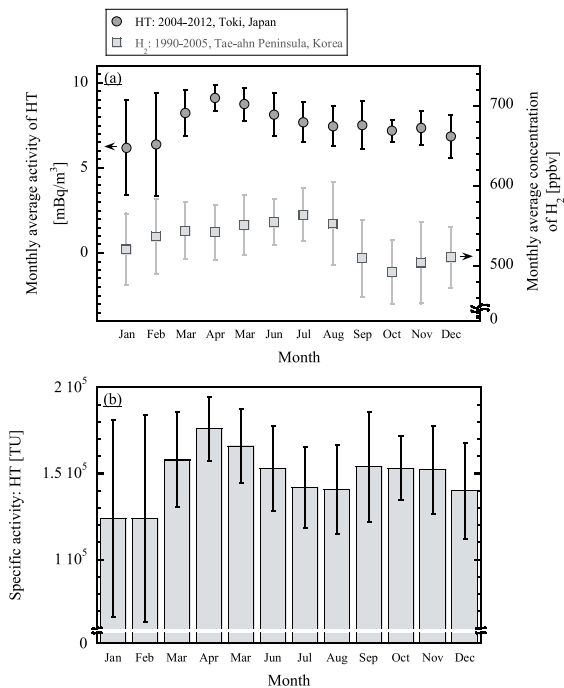 HT: 2004-2012, Toki, Japan
H2: 1990-2005, Tae-ahn Peninsula, Korea
(a)
Monthly average activity of HT
[mBq/m3]
10
5
0
700
600
500
0
Monthly average concentration
of H2 [ppbv]
Jan Feb Mar Apr Mar Jun Jul Aug Sep Oct Nov Dec
Month
(b)
Specific activity: HT [TU]
2 10^5
1.5 10^5
1 10^5
0
Jan Feb Mar Apr Mar Jun Jul Aug Sep Oct Nov Dec
Month